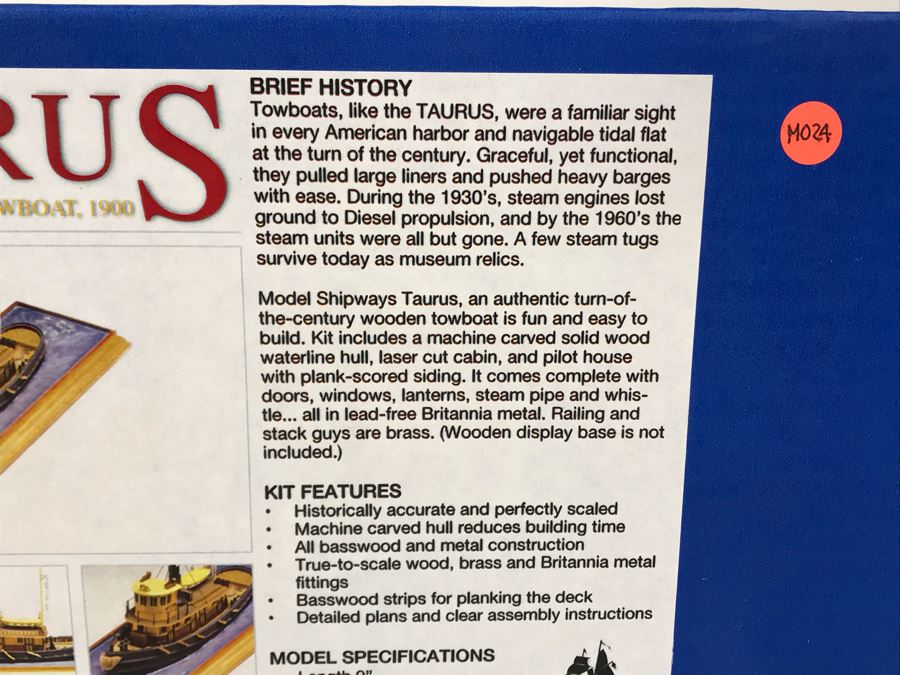 RUS
WBOAT, 1900
BRIEF HISTORY
Towboats, like the TAURUS, were a familiar sight
in every American harbor and navigable tidal flat
at the turn of the century. Graceful, yet functional,
they pulled large liners and pushed heavy barges
with ease. During the 1930's, steam engines lost
ground to Diesel propulsion, and by the 1960's the
steam units were all but gone. A few steam tugs
survive today as museum relics.
Model Shipways Taurus, an authentic turn-of-
the-century wooden towboat is fun and easy to
build. Kit includes a machine carved solid wood
waterline hull, laser cut cabin, and pilot house
with plank-scored siding. It comes complete with
doors, windows, lanterns, steam pipe and whis-
tle... all in lead-free Britannia metal. Railing and
stack guys are brass. (Wooden display base is not
included.)
KIT FEATURES
• Historically accurate and perfectly scaled
• Machine carved hull reduces building time
• All basswood and metal construction
• True-to-scale wood, brass and Britannia metal
fittings
• Basswood strips for planking the deck
• Detailed plans and clear assembly instructions
MODEL SPECIFICATIONS
Length 9"
M024